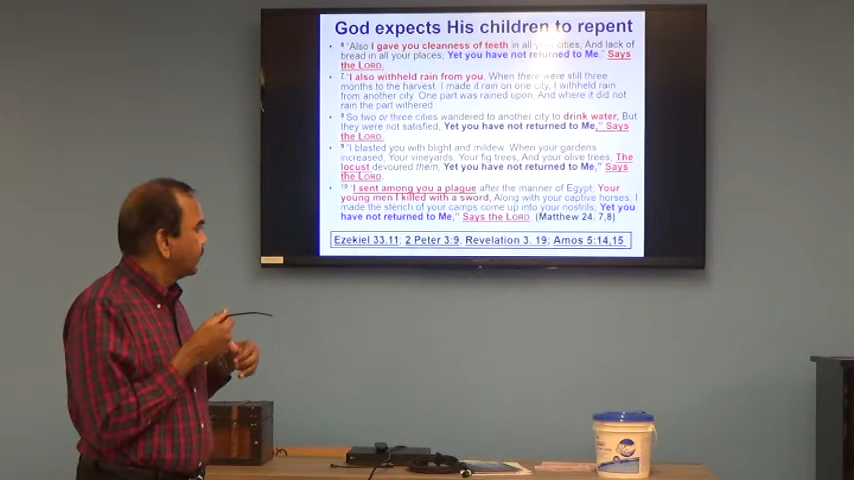 God expects His children to repent
• 6 "Also I gave you cleanness of teeth in all your cities, And lack of
bread in all your places; Yet you have not returned to Me," Says
the LORD.
• 7 "I also withheld rain from you, When there were still three
months to the harvest. I made it rain on one city, I withheld rain
from another city. One part was rained upon, And where it did not
rain the part withered.
• 8 So two or three cities wandered to another city to drink water, But
they were not satisfied; Yet you have not returned to Me," Says
the LORD.
• 9 "I blasted you with blight and mildew. When your gardens
increased, Your vineyards, Your fig trees, And your olive trees, The
locust devoured them; Yet you have not returned to Me," Says
the LORD.
• 10 "I sent among you a plague after the manner of Egypt; Your
young men I killed with a sword, Along with your captive horses; I
made the stench of your camps come up into your nostrils; Yet you
have not returned to Me," Says the LORD (Matthew 24. 7,8)
Ezekiel 33.11; 2 Peter 3:9; Revelation 3. 19; Amos 5:14,15